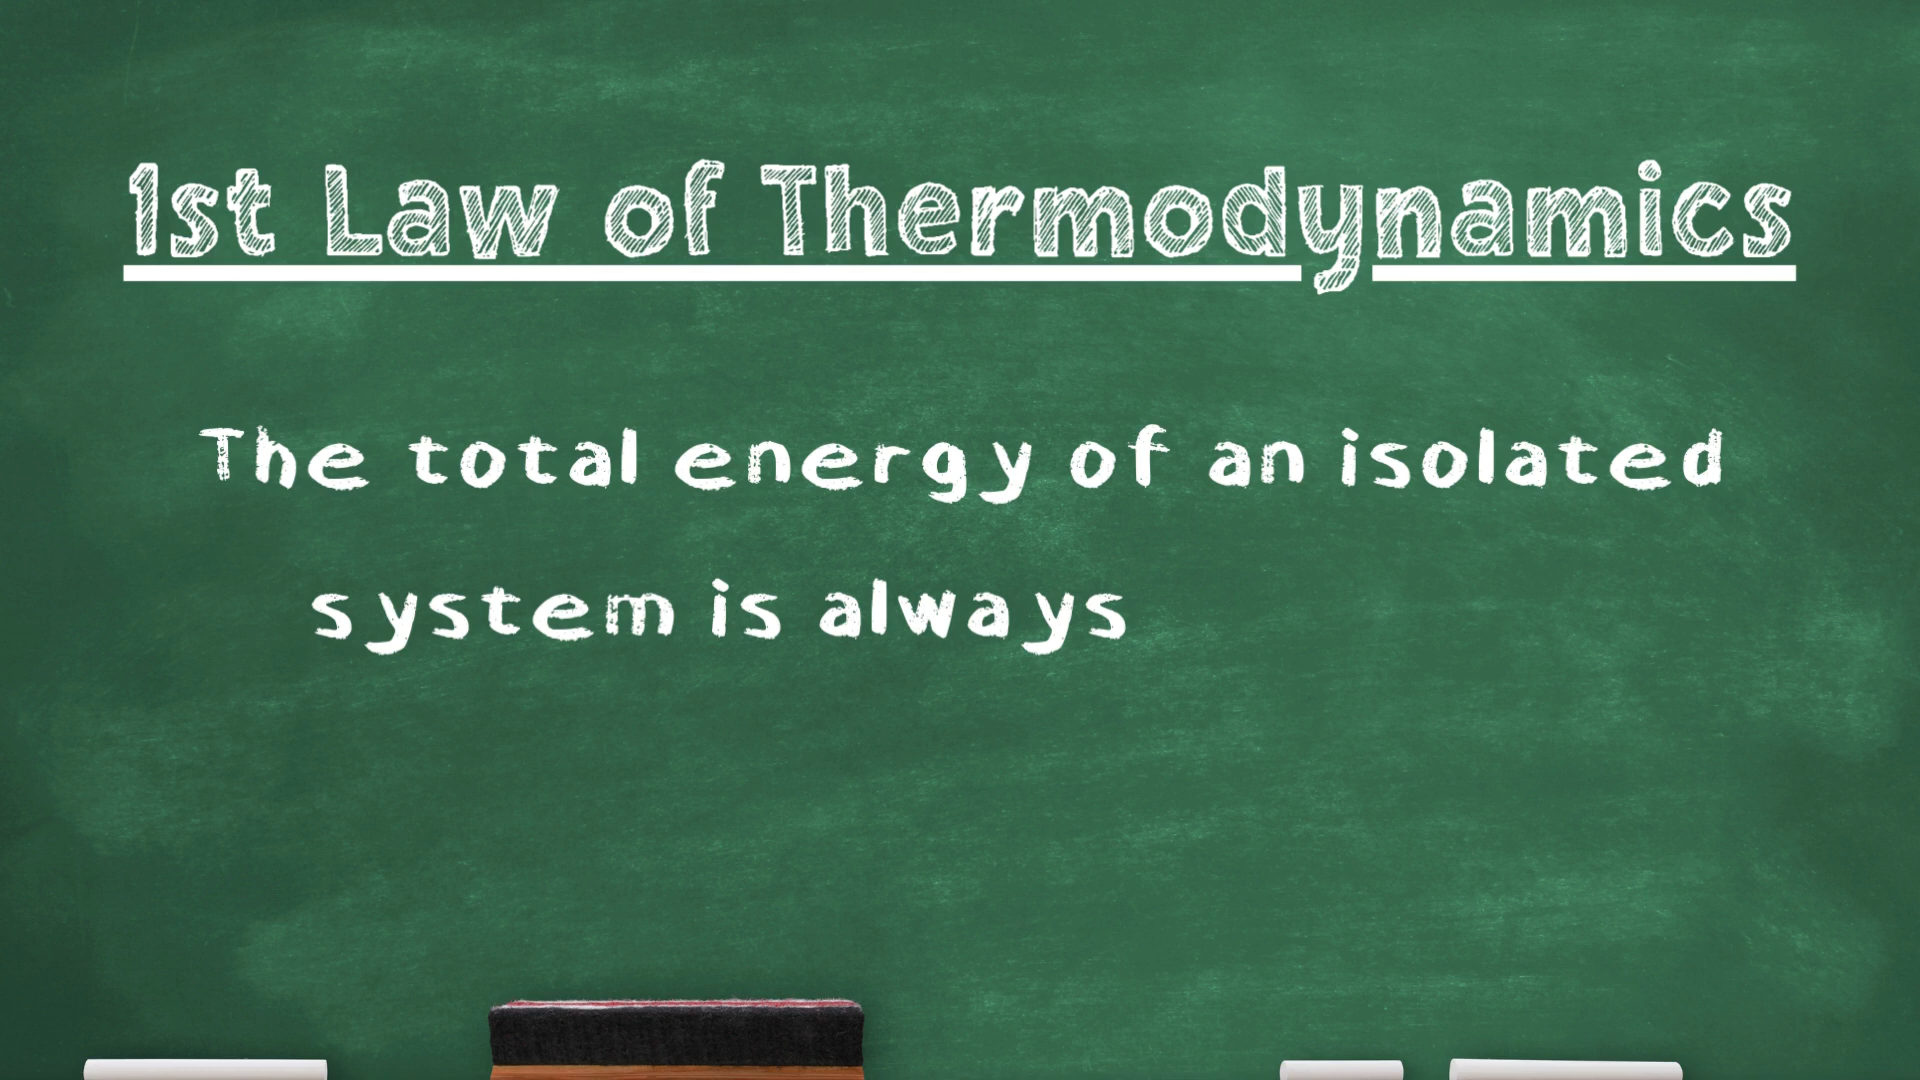 1st Law of Thermodynamics
The total energy of an isolated
system is always